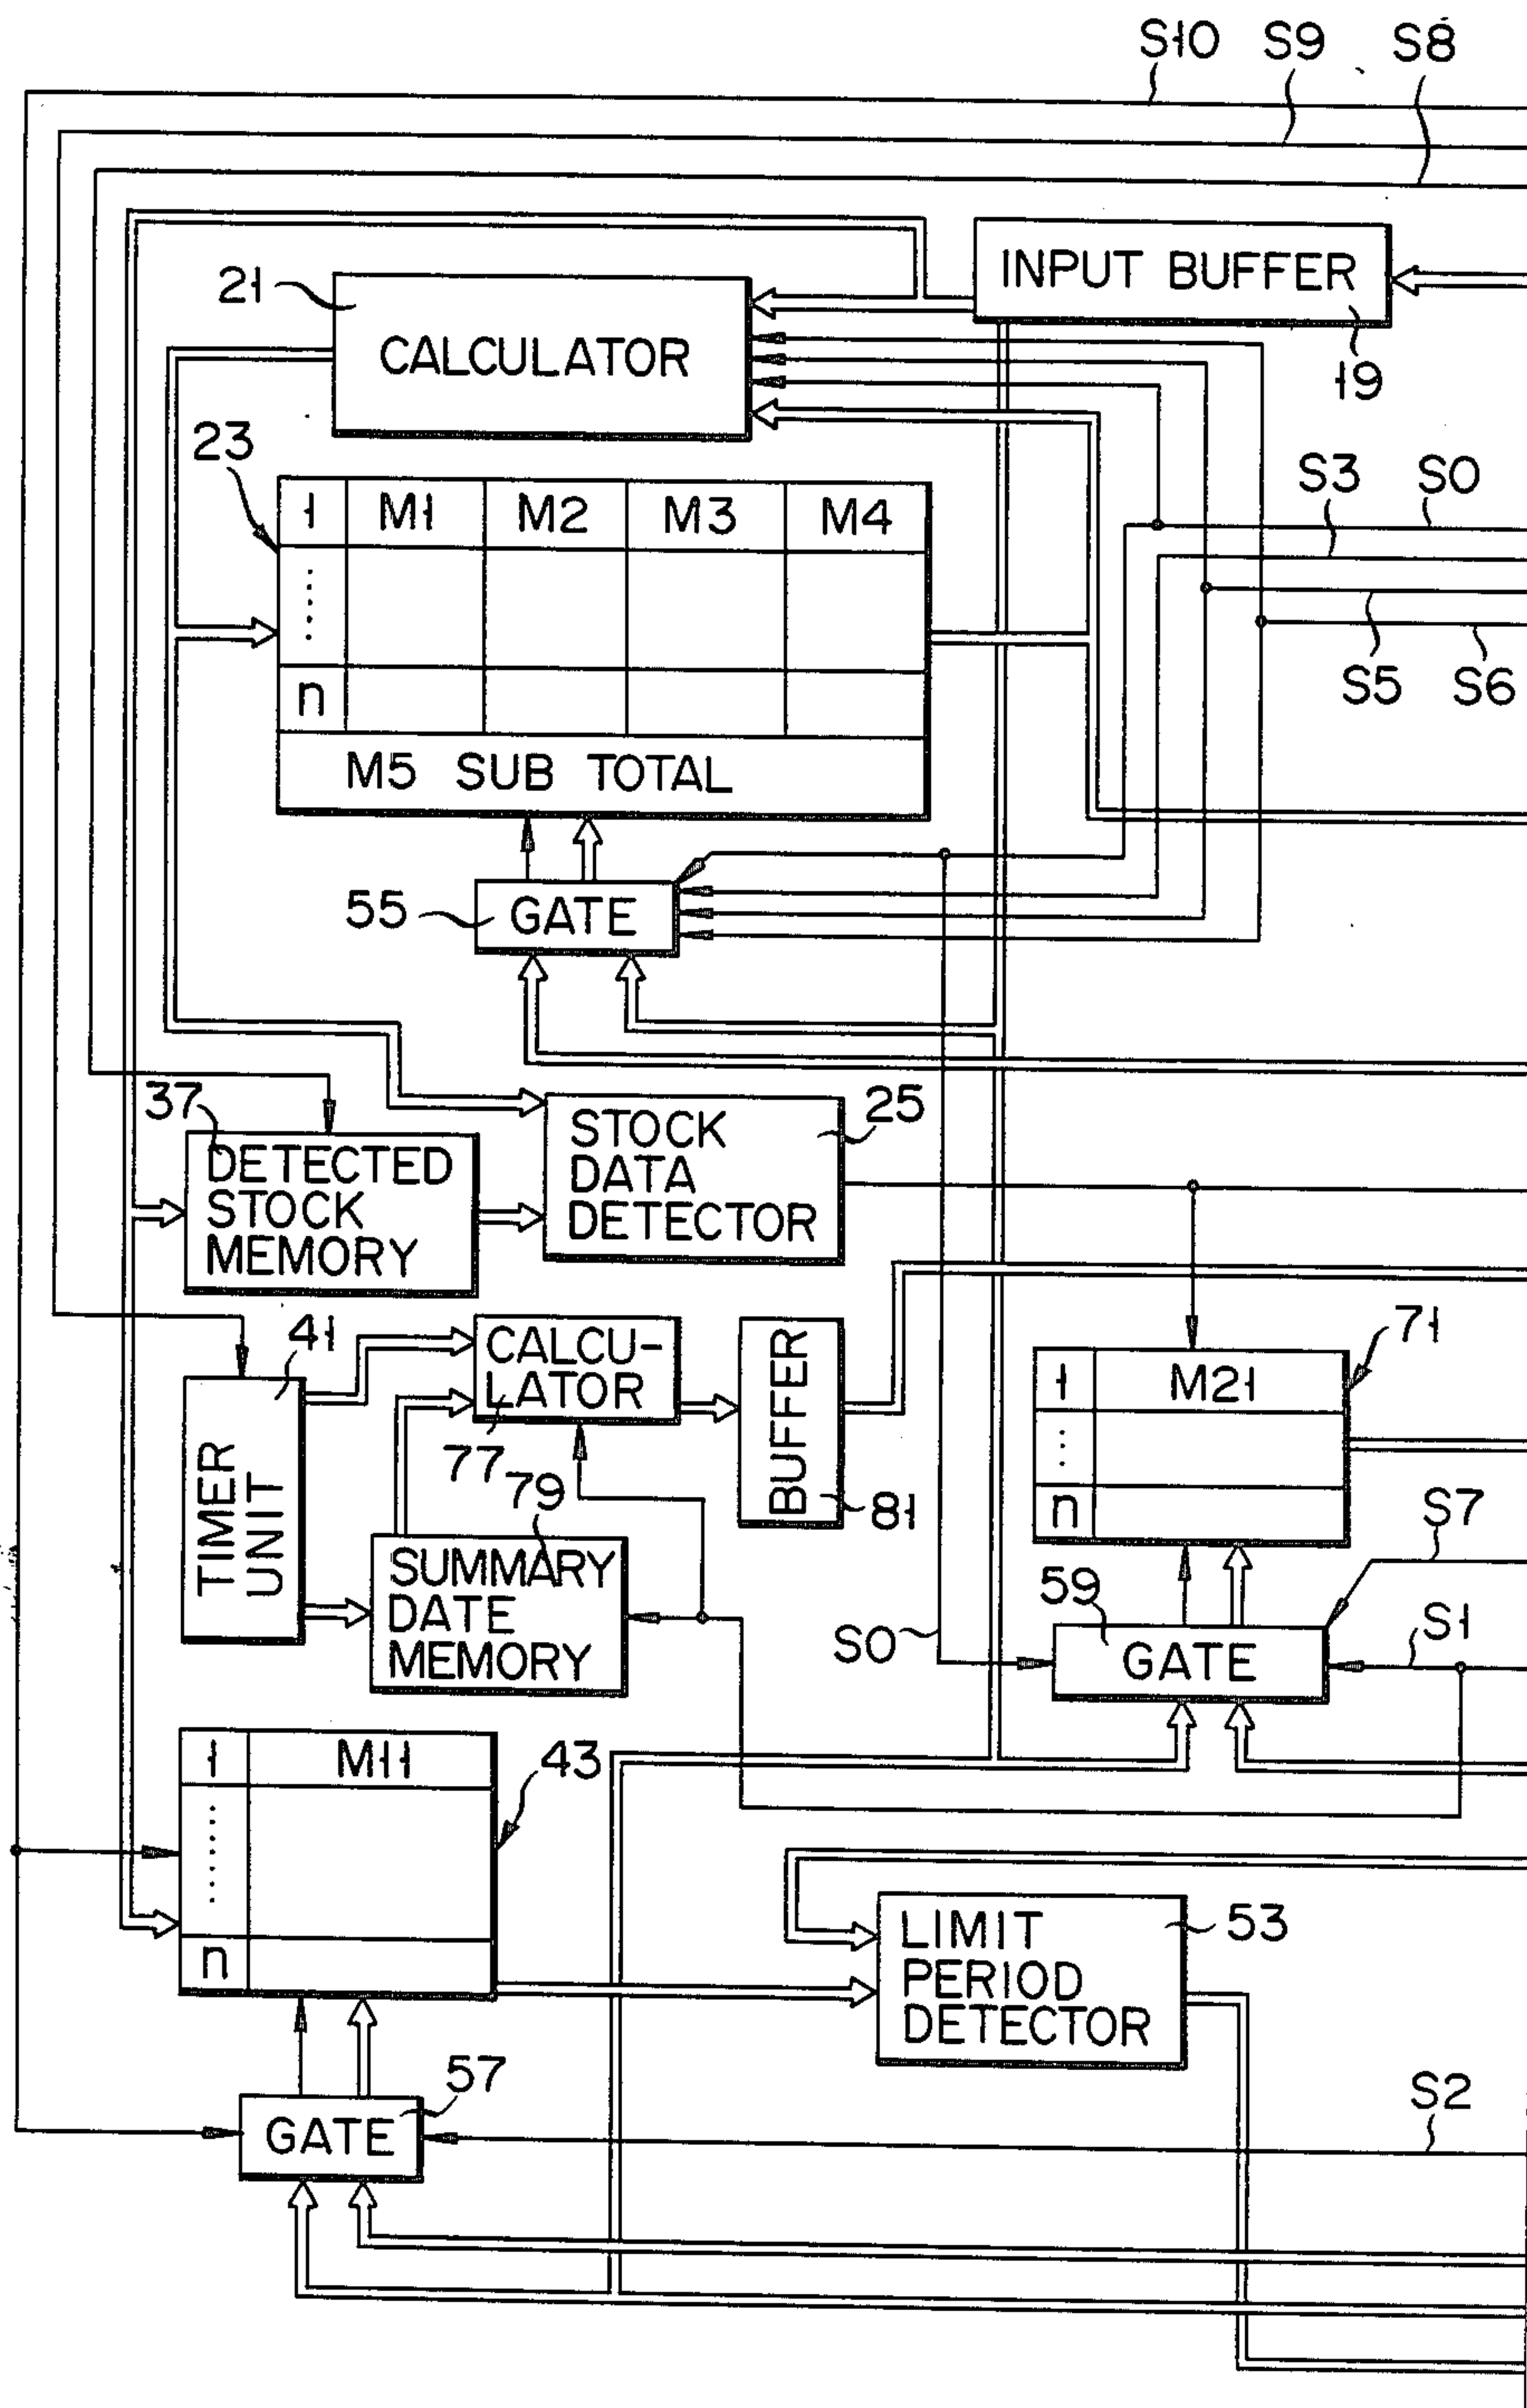 S10 S9 S8
INPUT BUFFER
19
21
CALCULATOR
23
1 M1 M2 M3 M4
n
M5 SUB TOTAL
S3 S0
S5 S6
55
GATE
37
DETECTED
STOCK
MEMORY
STOCK
DATA
DETECTOR
25
41
TIMER
UNIT
CALCU-
LATOR
77
79
SUMMARY
DATE
MEMORY
BUFFER
81
71
1 M21
n
S7
59
GATE
S0
S1
1 M11
n
43
LIMIT
PERIOD
DETECTOR
53
57
GATE
S2